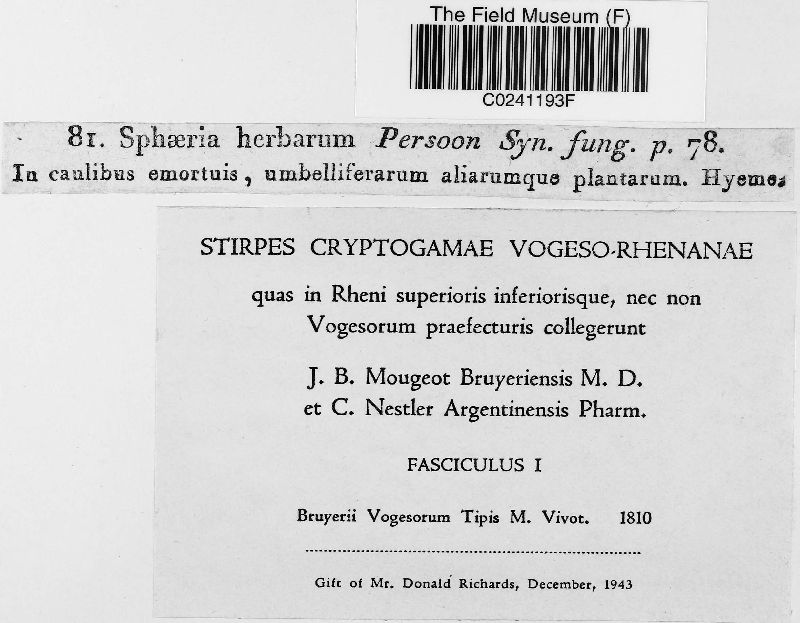 The Field Museum (F)
C0241193F
81. Sphæria herbarum Persoon Syn. fung. p. 78.
In caulibus emortuis, umbelliferarum aliarumque plantarum. Hyeme.
STIRPES CRYPTOGAMAE VOGESO-RHENANAE
quas in Rheni superioris inferiorisque, nec non
Vogesorum praefecturis collegerunt
J. B. Mougeot Bruyeriensis M. D.
et C. Nestler Argentinensis Pharm.
FASCICULUS I
Bruyerii Vogesorum Tipis M. Vivot. 1810
Gift of Mr. Donald Richards, December, 1943